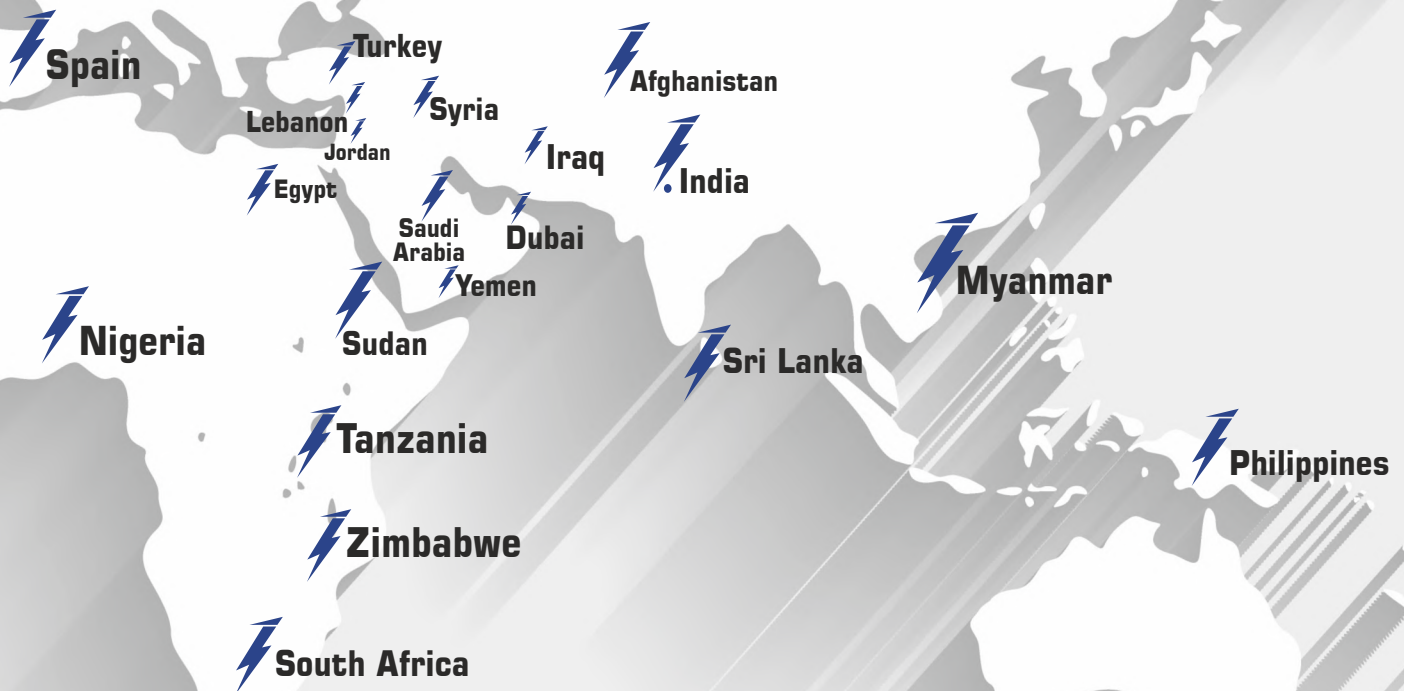 Spain
Turkey
Afghanistan
Syria
Lebanon
Jordan
Iraq
India
Egypt
Saudi
Arabia
Dubai
Yemen
Myanmar
Nigeria
Sudan
Sri Lanka
Tanzania
Philippines
Zimbabwe
South Africa